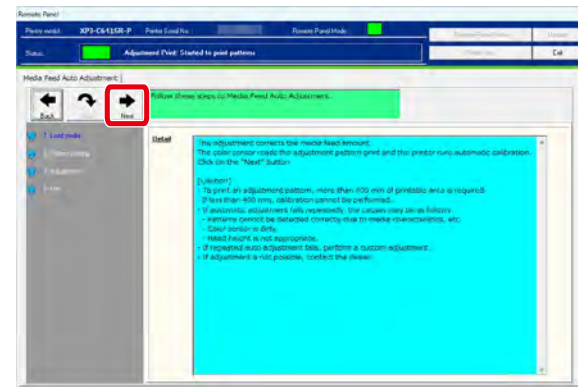 Remote Panel
Printer model: XPJ-C641SR-P Printer Serial No. Remote Panel Mode:
Status: Adjustment Print: Started to print patterns
Exit
Media Feed Auto Adjustment
Follow these steps to Media Feed Auto Adjustment.
Back Next
1. Load media
Detail
This adjustment corrects the media feed amount.
The color sensor reads the adjustment pattern print and the printer runs automatic calibration.
Click on the "Next" button.
[Caution]
- To print an adjustment pattern, more than 400 mm of printable area is required.
If less than 400 mm, calibration cannot be performed.
- If automatic adjustment fails repeatedly, the causes may be as follows
- Patterns cannot be detected correctly due to media characteristics, etc.
- Color sensor is dirty.
- Head height is not appropriate.
- If repeated auto adjustment fails, perform a custom adjustment.
- If adjustment is not possible, contact the dealer.